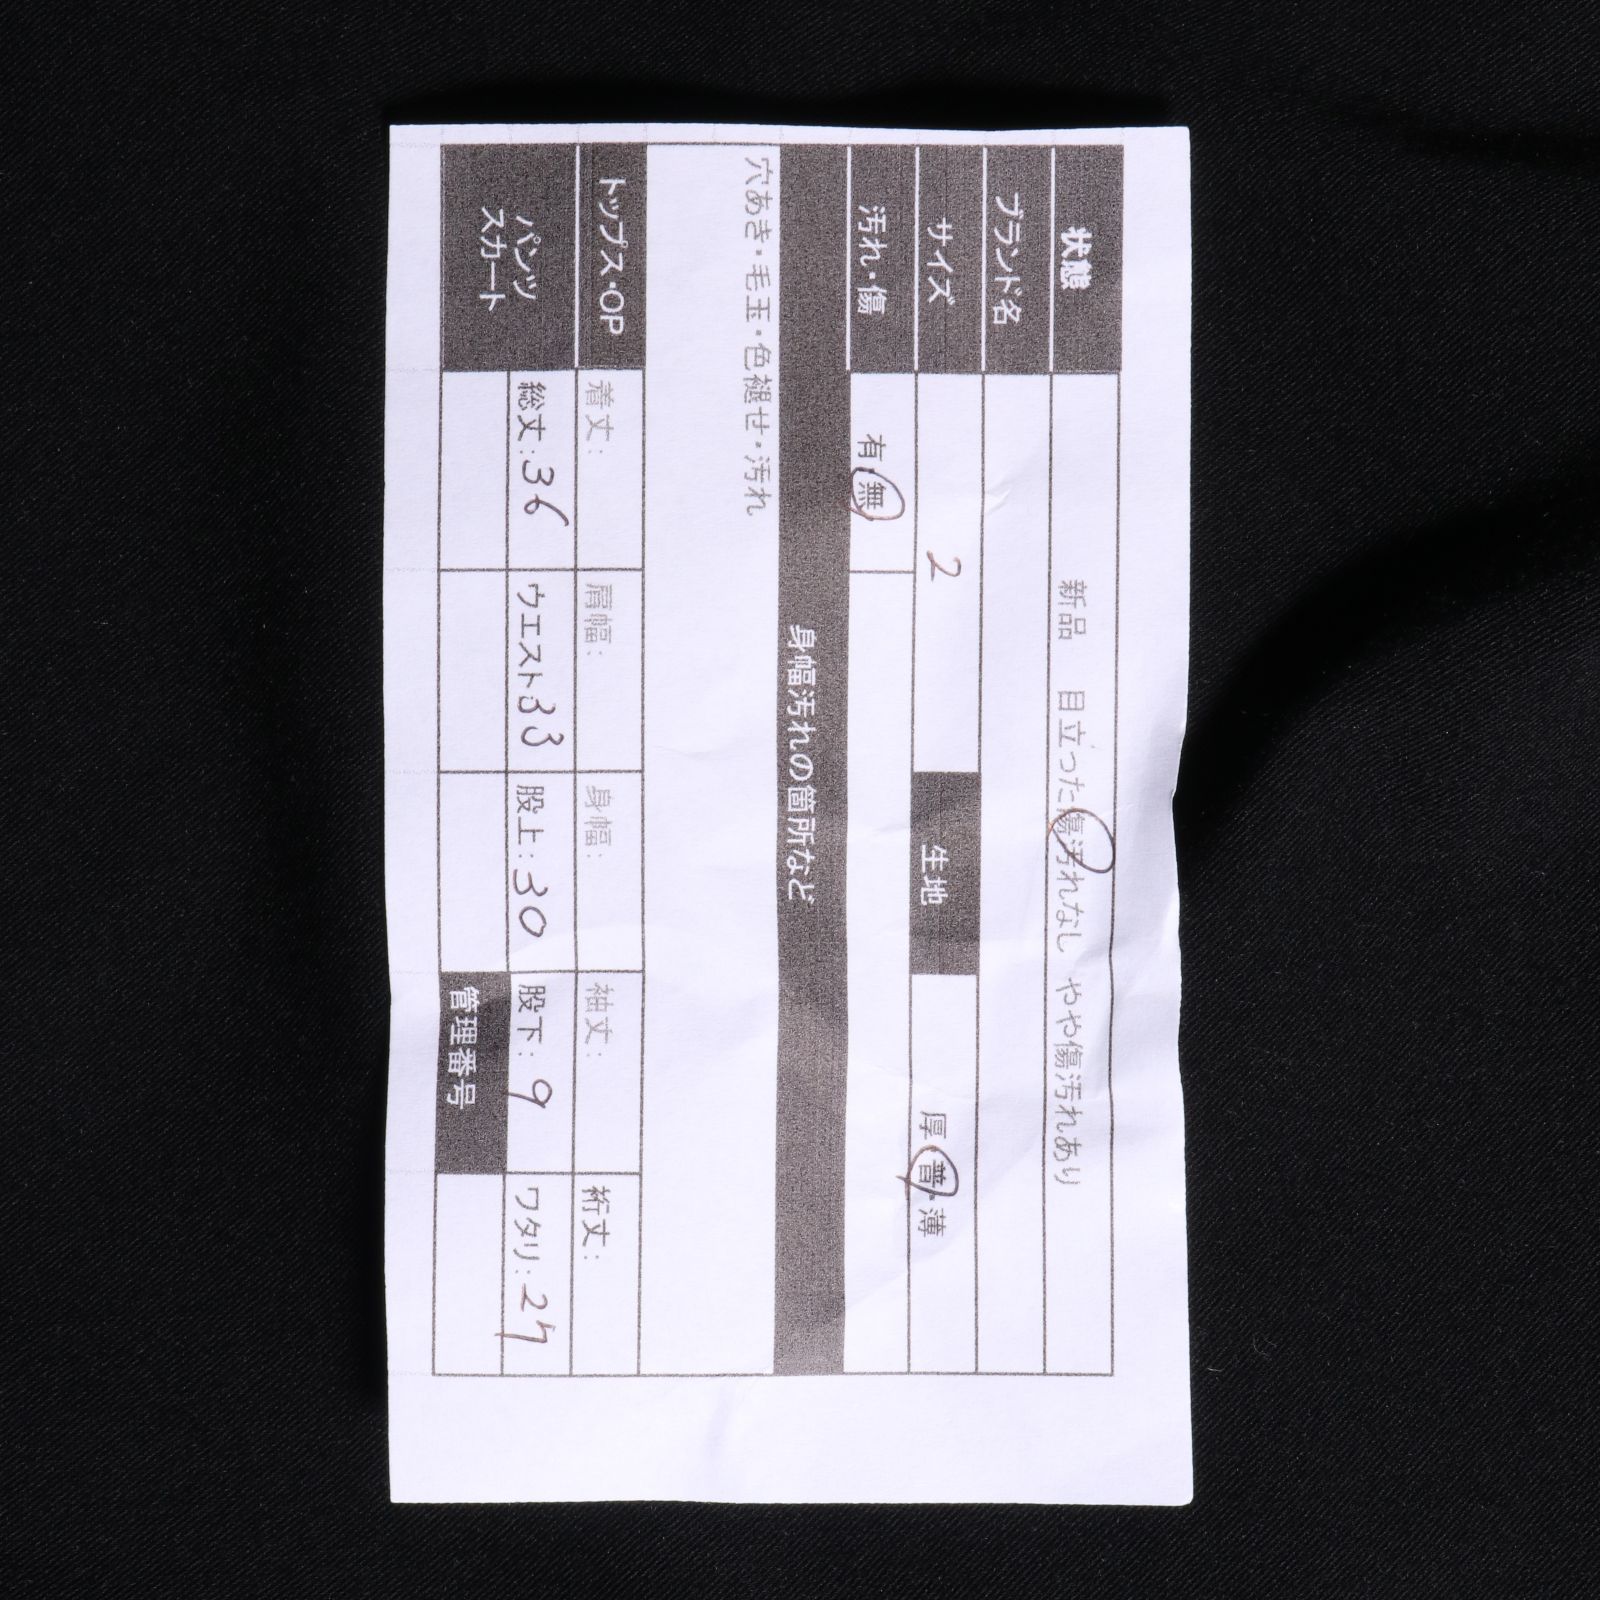 状態 新品 目立った傷汚れなし やや傷汚れあり
ブランド名
サイズ 2 生地 厚・普・薄
汚れ・傷 有・無
身幅汚れの箇所など
穴あき・毛玉・色褪せ・汚れ
トップス・OP 着丈: 肩幅: 身幅: 袖丈: 裄丈:
パンツ 総丈:36 ウエスト:33 股上:30 股下:9 ワタリ:27
スカート 管理番号